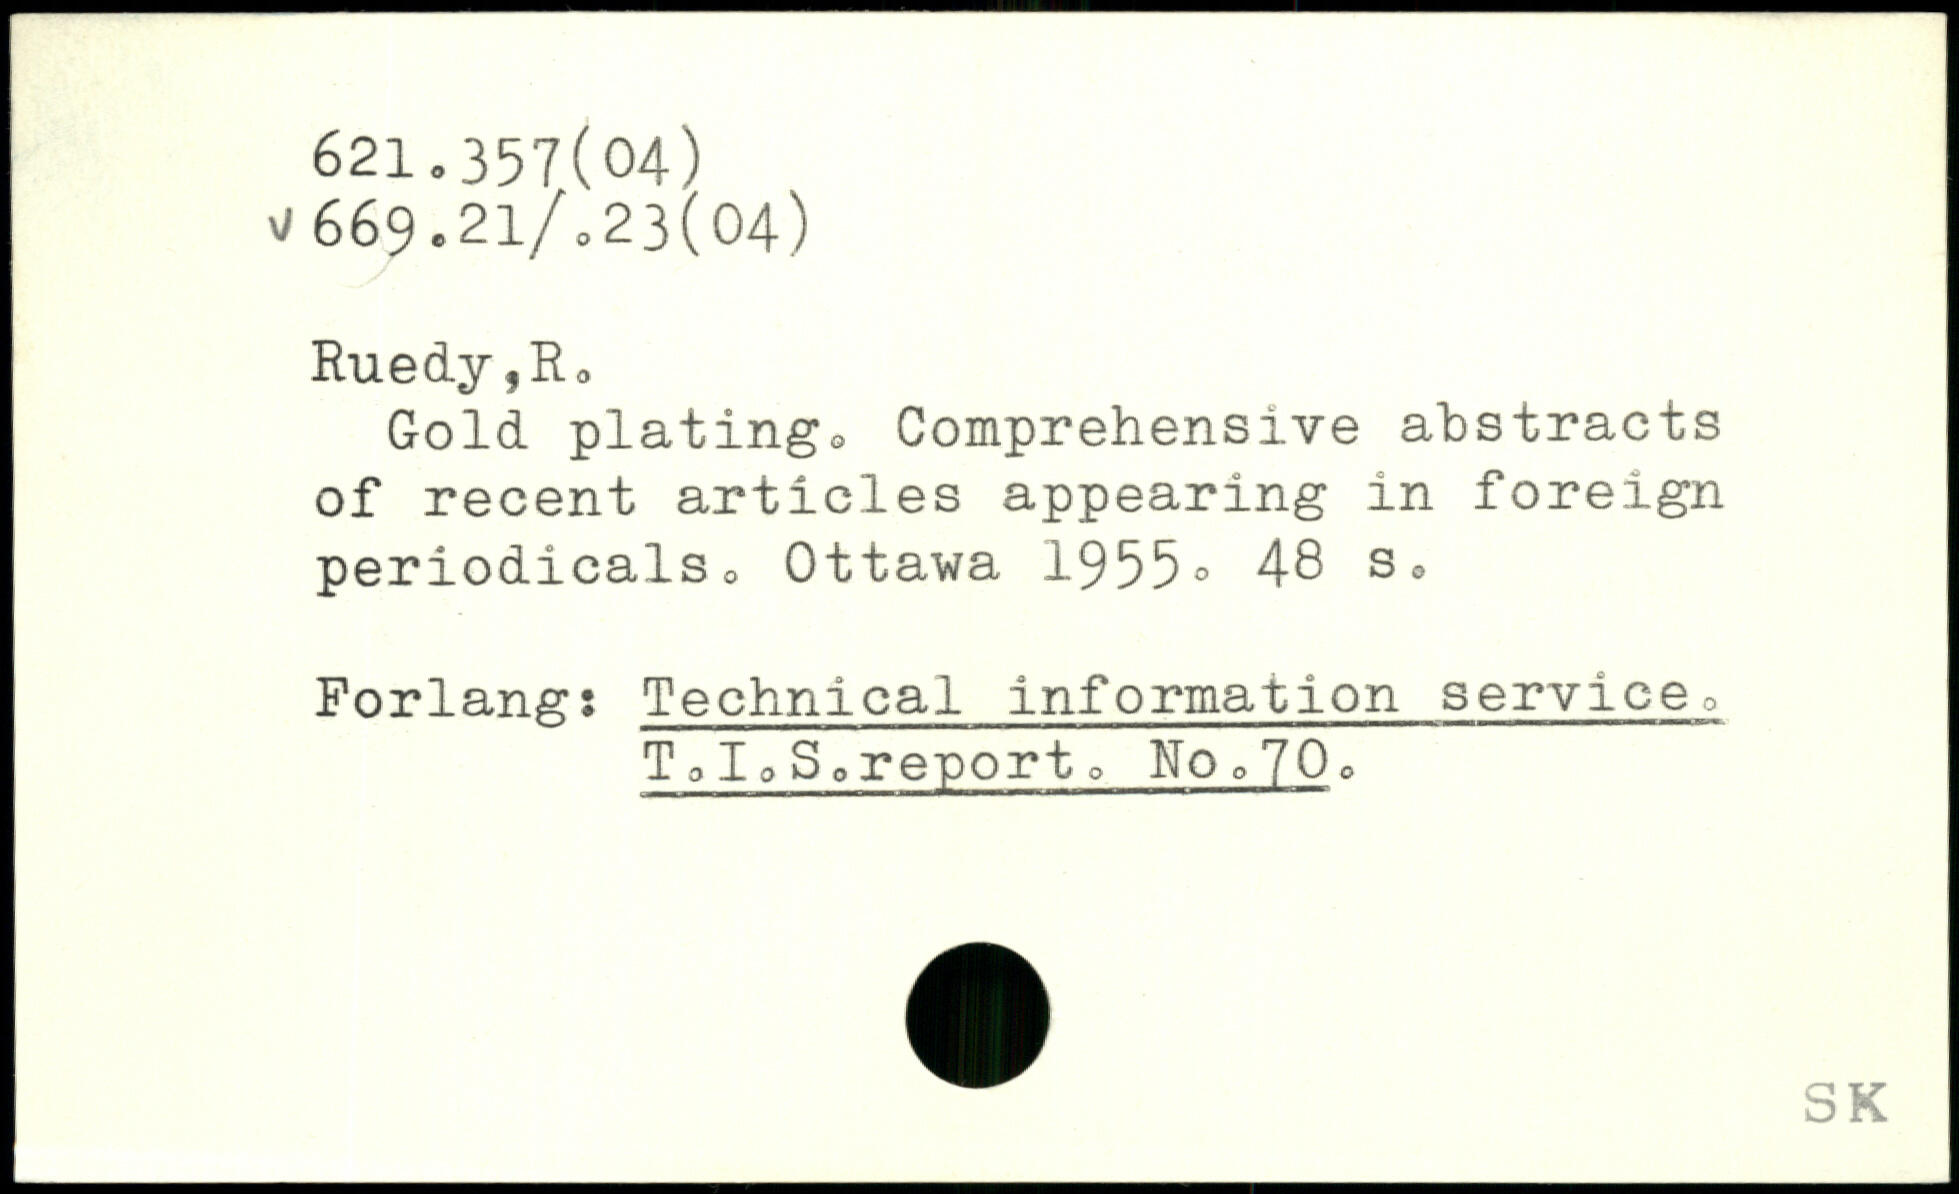 621.357(04)
v 669.21/.23(04)
Ruedy,R.
Gold plating. Comprehensive abstracts
of recent articles appearing in foreign
periodicals. Ottawa 1955. 48 s.
Forlang: Technical information service.
T.I.S.report. No.70.
SK